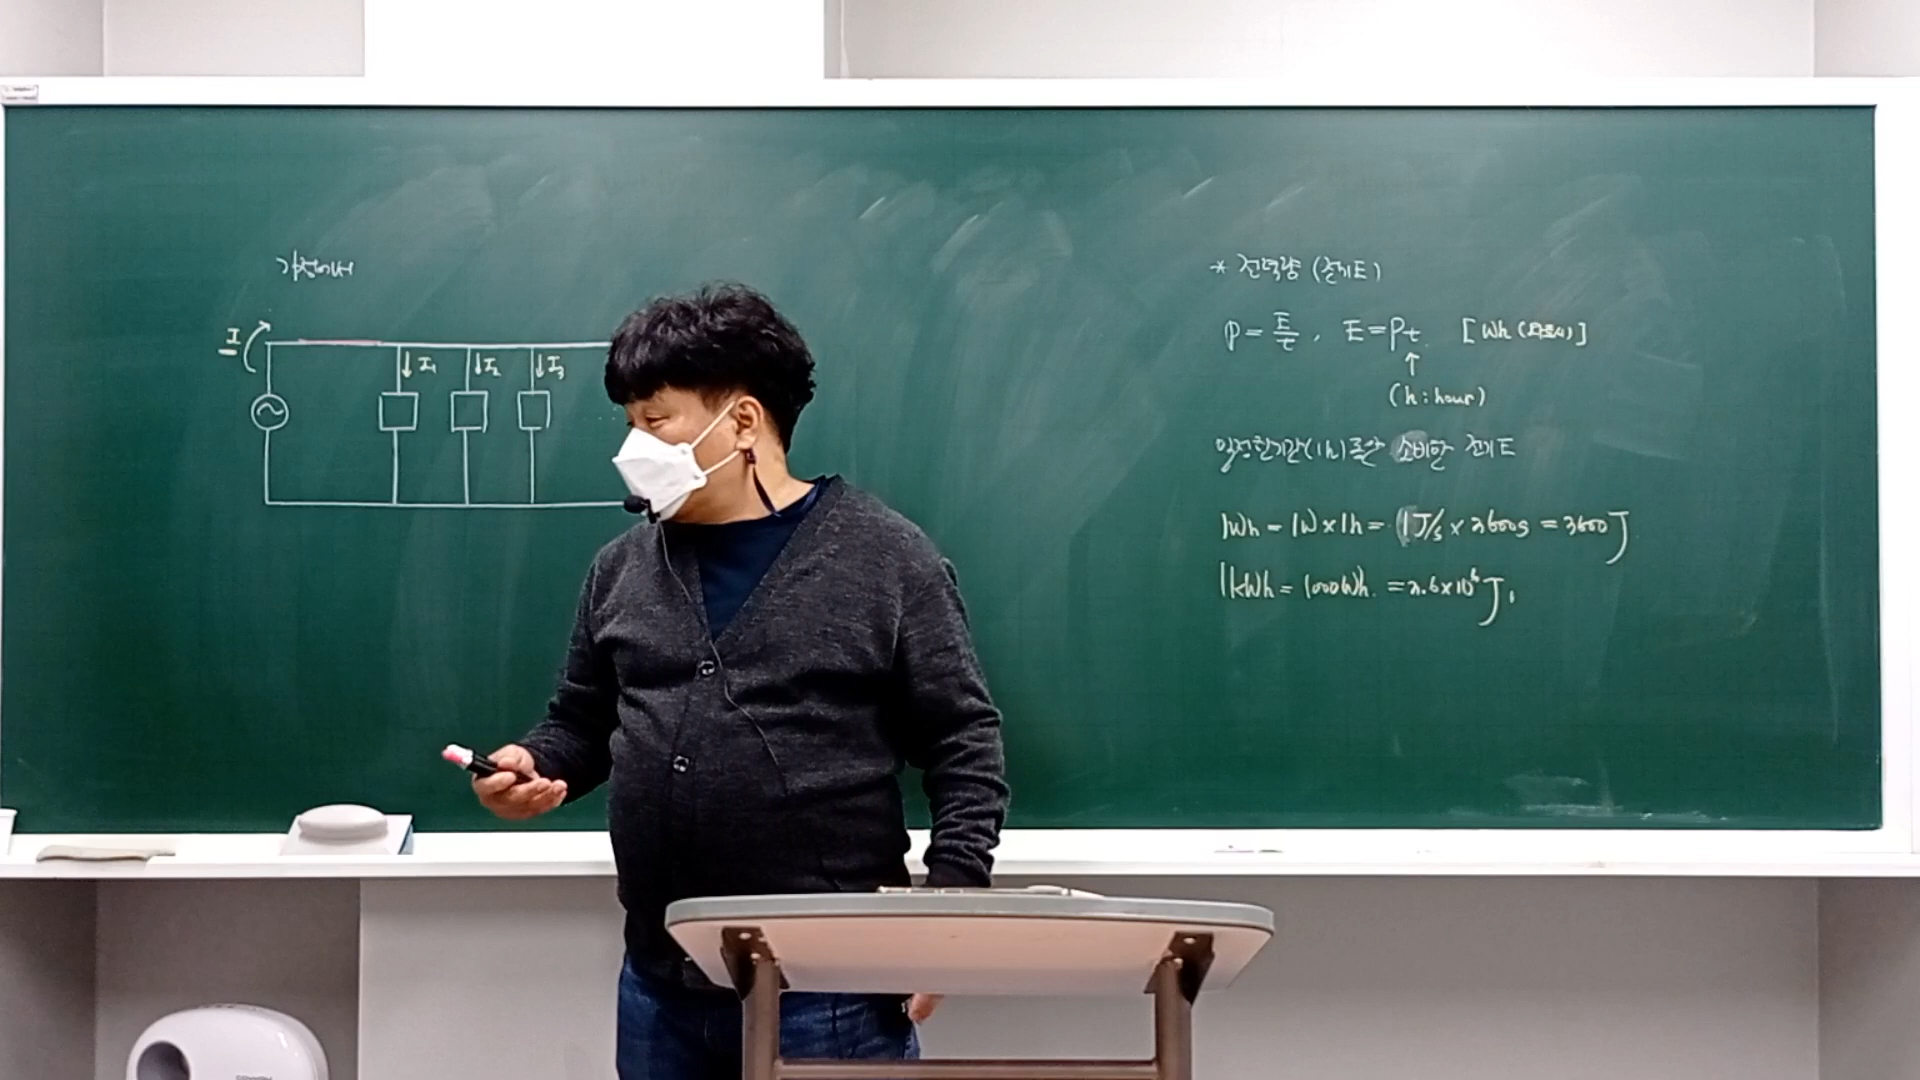 가정에서
I
I₁ I₂ I₃
* 전력량 (전기E)
P = E/t , E = Pt [Wh (와트시)]
↑
(h : hour)
일정한기간(1h)동안 소비한 전기E
1Wh = 1W × 1h = 1J/s × 3600s = 3600J
1kWh = 1000Wh. = 3.6×10⁶J,